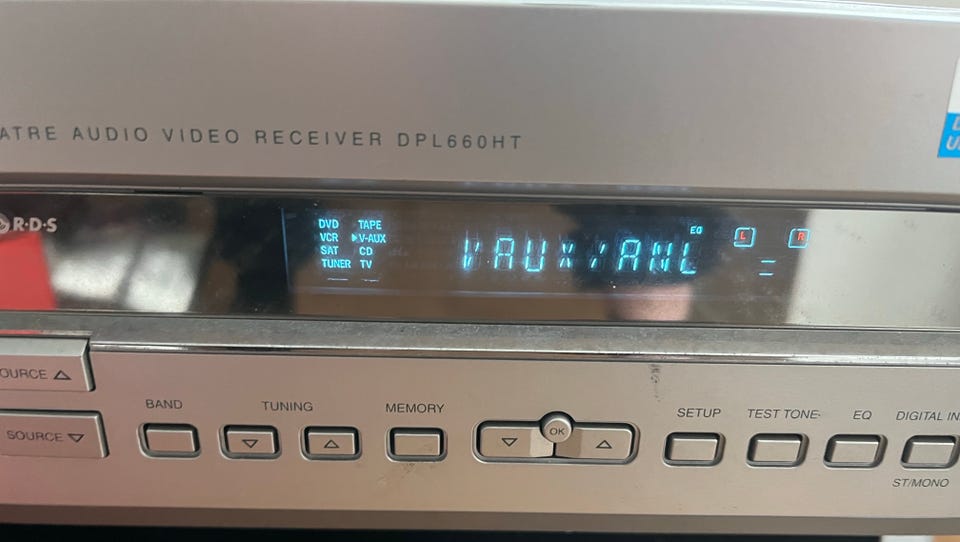 ATRE AUDIO VIDEO RECEIVER DPL660HT
R·D·S
DVD TAPE
VCR V-AUX
SAT CD
TUNER TV
V AUX/ANL
EQ
L R
OURCE
SOURCE
BAND
TUNING
MEMORY
OK
SETUP
TEST TONE
EQ
DIGITAL IN
ST/MONO